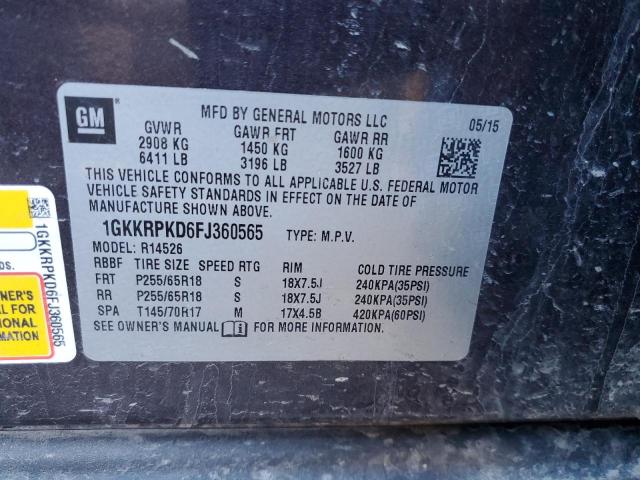 GM
MFD BY GENERAL MOTORS LLC
05/15
GVWR GAWR FRT GAWR RR
2908 KG 1450 KG 1600 KG
6411 LB 3196 LB 3527 LB
THIS VEHICLE CONFORMS TO ALL APPLICABLE U.S. FEDERAL MOTOR
VEHICLE SAFETY STANDARDS IN EFFECT ON THE DATE OF
MANUFACTURE SHOWN ABOVE.
1GKKRPKD6FJ360565 TYPE: M.P.V.
MODEL: R14526
RBBF TIRE SIZE SPEED RTG RIM COLD TIRE PRESSURE
FRT P255/65R18 S 18X7.5J 240KPA(35PSI)
RR P255/65R18 S 18X7.5J 240KPA(35PSI)
SPA T145/70R17 M 17X4.5B 420KPA(60PSI)
SEE OWNER'S MANUAL FOR MORE INFORMATION.
1GKKRPKD6FJ360565
DS.
OWNER'S
AL FOR
IONAL
MATION